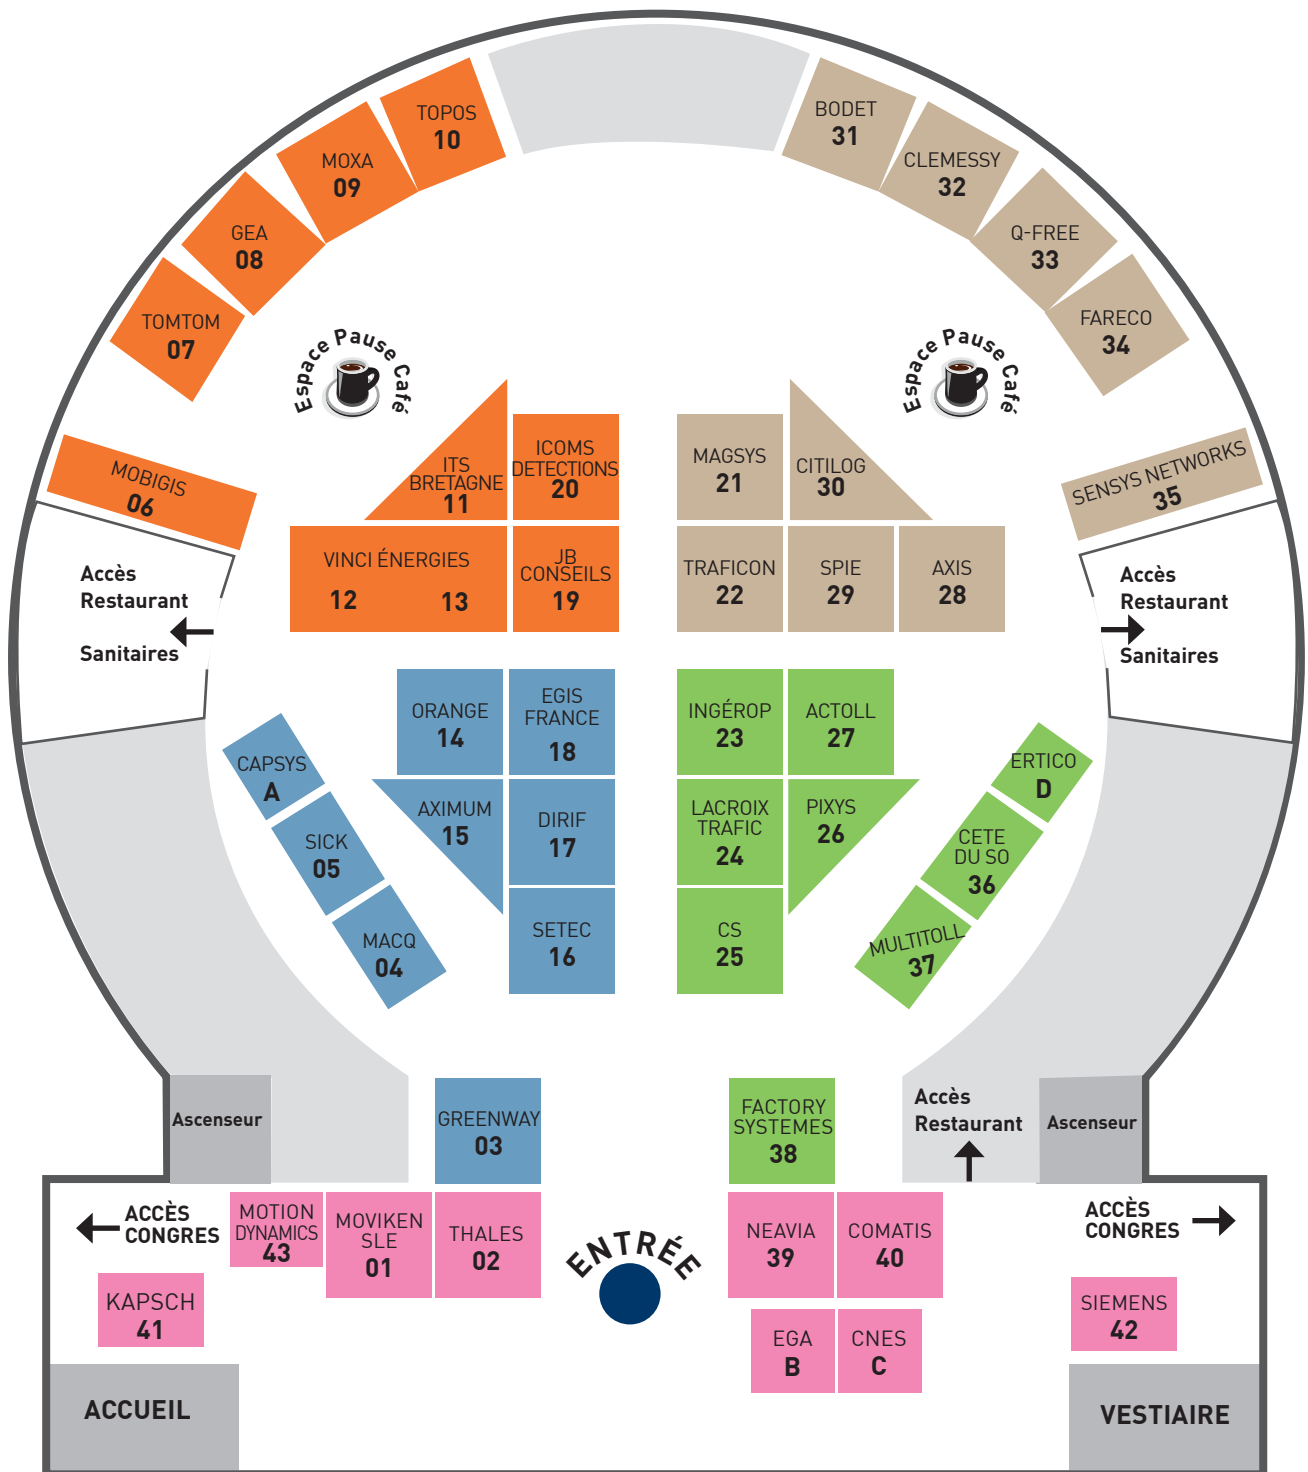 TOPOS
10
MOXA
09
GEA
08
TOMTOM
07
MOBIGIS
06
BODET
31
CLEMESSY
32
Q-FREE
33
FARECO
34
SENSYS NETWORKS
35
Espace Pause Café
Espace Pause Café
ITS
BRETAGNE
11
ICOMS
DETECTIONS
20
VINCI ÉNERGIES
12
13
JB
CONSEILS
19
MAGSYS
21
CITILOG
30
TRAFICON
22
SPIE
29
AXIS
28
Accès
Restaurant
Sanitaires
Accès
Restaurant
Sanitaires
ORANGE
14
EGIS
FRANCE
18
AXIMUM
15
DIRIF
17
SETEC
16
CAPSYS
A
SICK
05
MACQ
04
INGÉROP
23
ACTOLL
27
LACROIX
TRAFIC
24
PIXYS
26
CS
25
ERTICO
D
CETE
DU SO
36
MULTITOLL
37
Ascenseur
GREENWAY
03
FACTORY
SYSTEMES
38
Accès
Restaurant
Ascenseur
ACCÈS
CONGRES
MOTION
DYNAMICS
43
MOVIKEN
SLE
01
THALES
02
ENTRÉE
NEAVIA
39
COMATIS
40
ACCÈS
CONGRES
KAPSCH
41
EGA
B
CNES
C
SIEMENS
42
ACCUEIL
VESTIAIRE